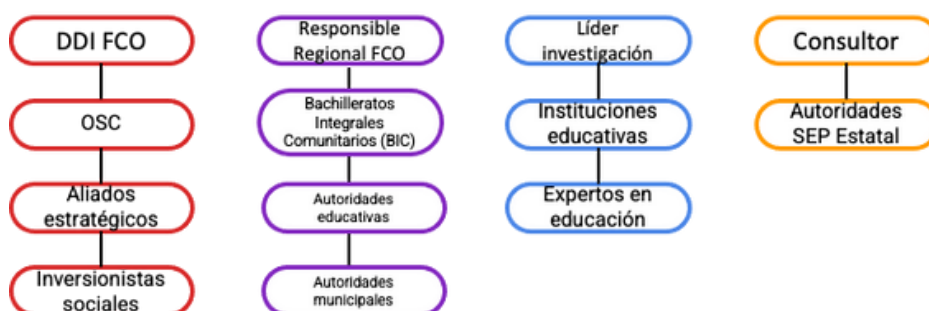 DDI FCO
OSC
Aliados
estratégicos
Inversionistas
sociales
Responsible
Regional FCO
Bachilleratos
Integrales
Comunitarios (BIC)
Autoridades
educativas
Autoridades
municipales
Líder
investigación
Instituciones
educativas
Expertos en
educación
Consultor
Autoridades
SEP Estatal